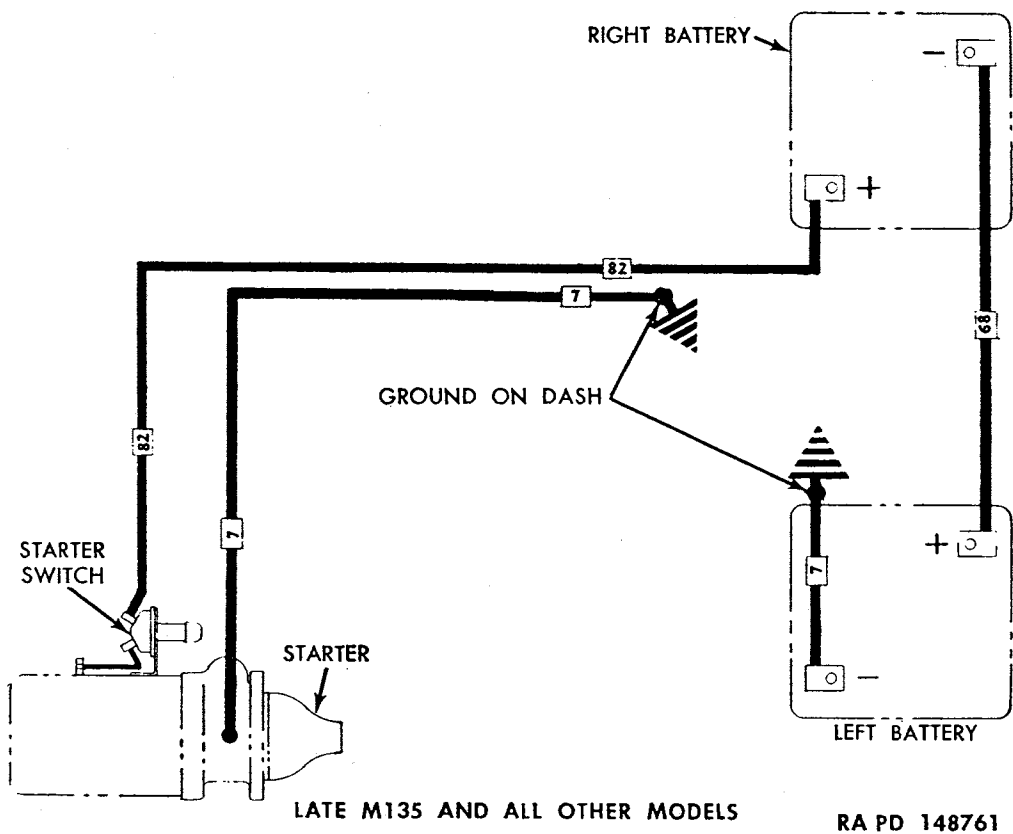 RIGHT BATTERY
−
+
82
7
68
GROUND ON DASH
82
7
STARTER
SWITCH
+
7
STARTER
−
LEFT BATTERY
LATE M135 AND ALL OTHER MODELS
RA PD 148761